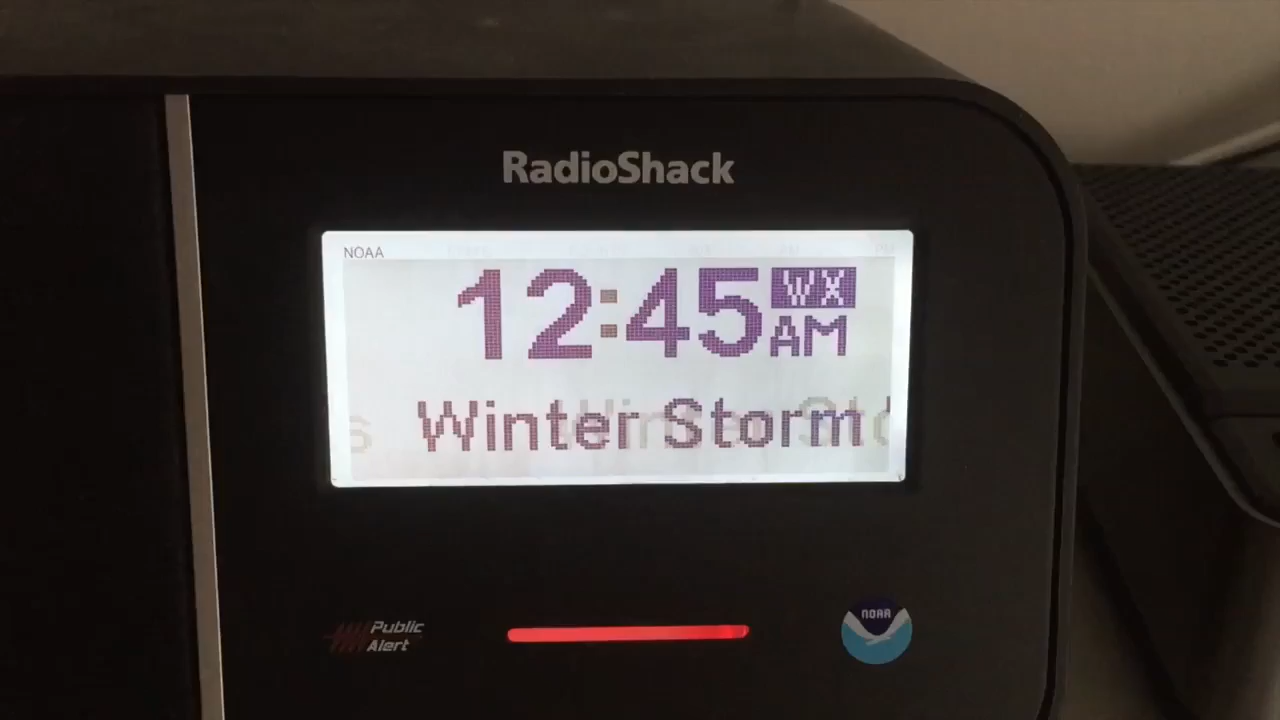 RadioShack
NOAA
12:45 WX
AM
Winter Storm
Public
Alert
NOAA